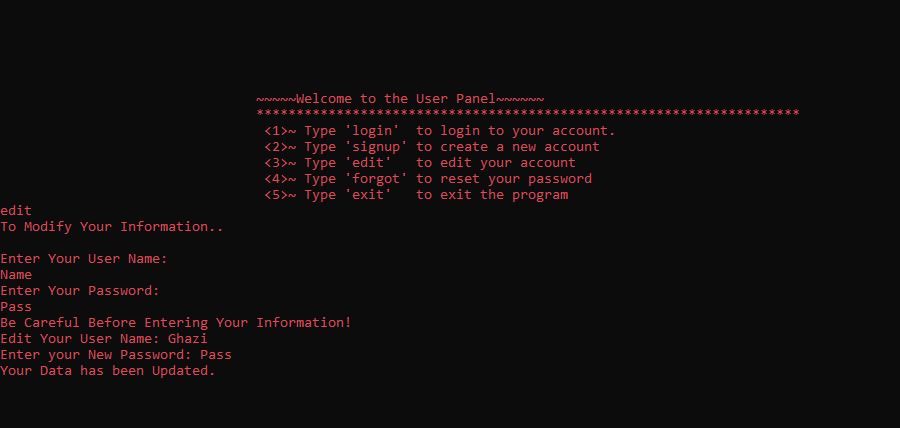 ~~~~~Welcome to the User Panel~~~~~~
********************************************************************
<1>~ Type 'login'  to login to your account.
<2>~ Type 'signup' to create a new account
<3>~ Type 'edit'   to edit your account
<4>~ Type 'forgot' to reset your password
<5>~ Type 'exit'   to exit the program
edit
To Modify Your Information..
Enter Your User Name:
Name
Enter Your Password:
Pass
Be Careful Before Entering Your Information!
Edit Your User Name: Ghazi
Enter your New Password: Pass
Your Data has been Updated.